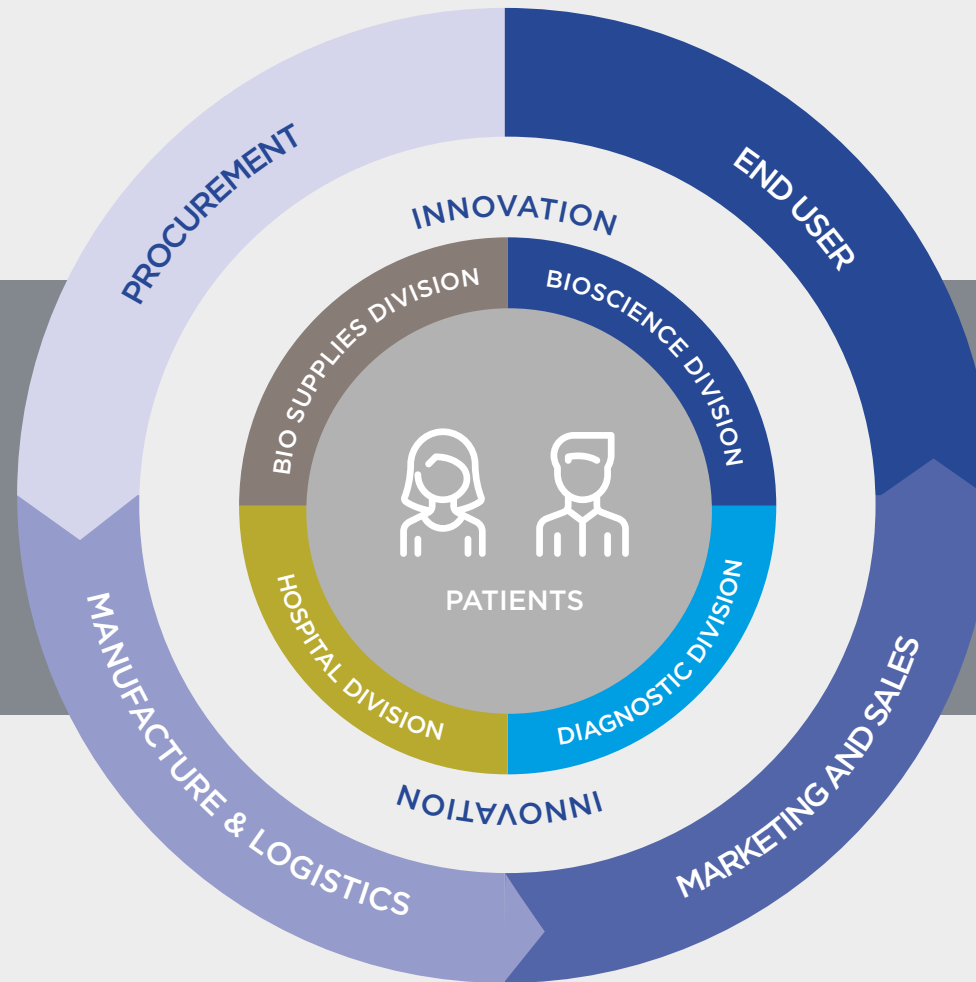 PROCUREMENT
END USER
INNOVATION
BIO SUPPLIES DIVISION
BIOSCIENCE DIVISION
PATIENTS
HOSPITAL DIVISION
DIAGNOSTIC DIVISION
INNOVATION
MANUFACTURE & LOGISTICS
MARKETING AND SALES